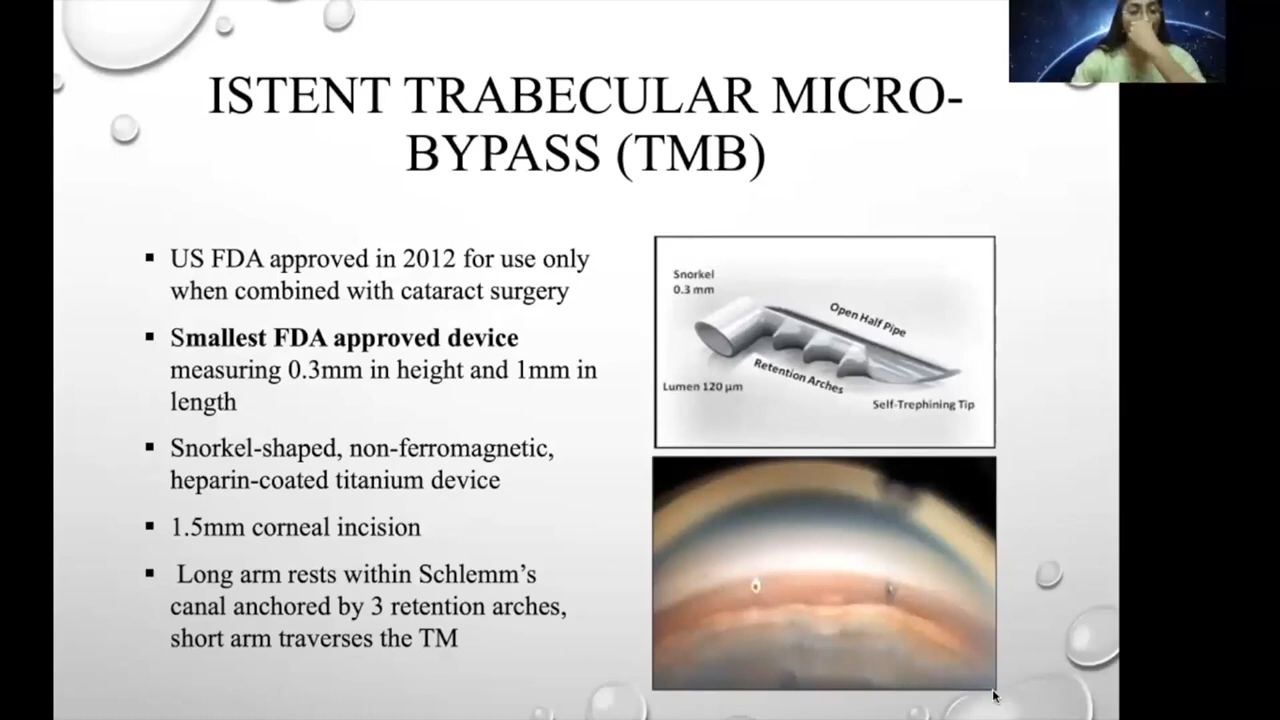 ISTENT TRABECULAR MICRO-
BYPASS (TMB)
▪ US FDA approved in 2012 for use only
when combined with cataract surgery
▪ Smallest FDA approved device
measuring 0.3mm in height and 1mm in
length
▪ Snorkel-shaped, non-ferromagnetic,
heparin-coated titanium device
▪ 1.5mm corneal incision
▪ Long arm rests within Schlemm’s
canal anchored by 3 retention arches,
short arm traverses the TM
Snorkel
0.3 mm
Open Half Pipe
Retention Arches
Lumen 120 µm
Self-Trephining Tip